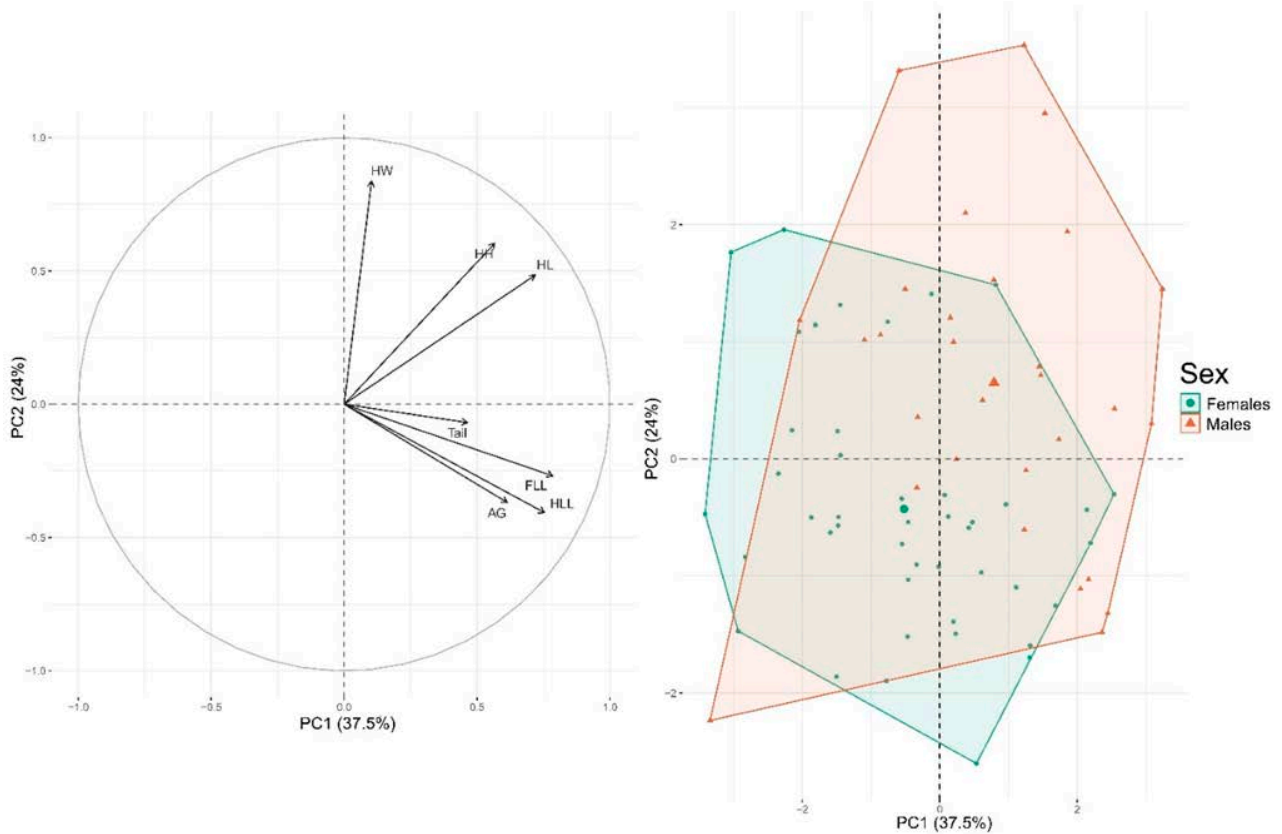 1.0
0.5
0.0
−0.5
−1.0
PC2 (24%)
HW
HH
HL
Tail
FLL
HLL
AG
−1.0
−0.5
0.0
0.5
1.0
PC1 (37.5%)
2
0
−2
PC2 (24%)
−2
0
2
PC1 (37.5%)
Sex
Females
Males